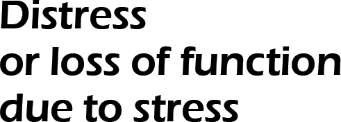 Distress
or loss of function
due to stress